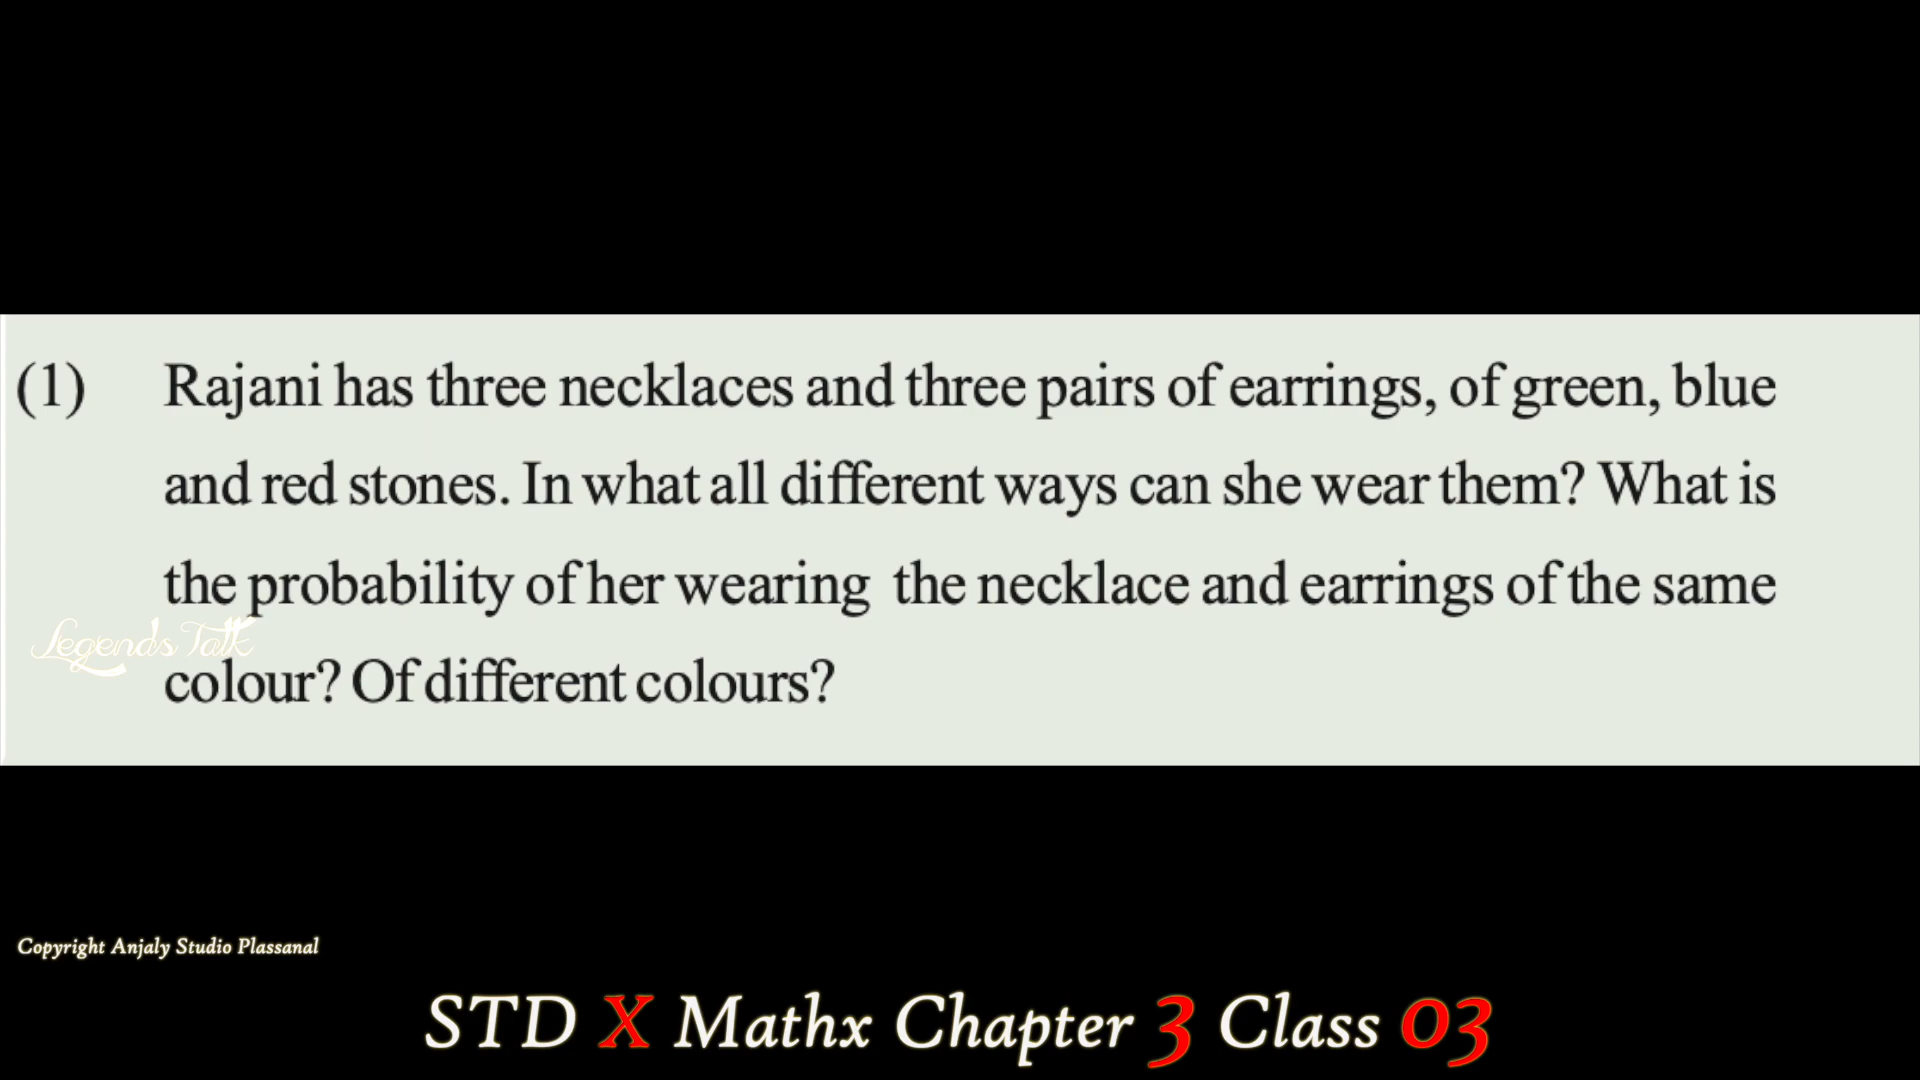 (1) Rajani has three necklaces and three pairs of earrings, of green, blue
and red stones. In what all different ways can she wear them? What is
the probability of her wearing the necklace and earrings of the same
Legends Talk
colour? Of different colours?
Copyright Anjaly Studio Plassanal
STD X Mathx Chapter 3 Class 03